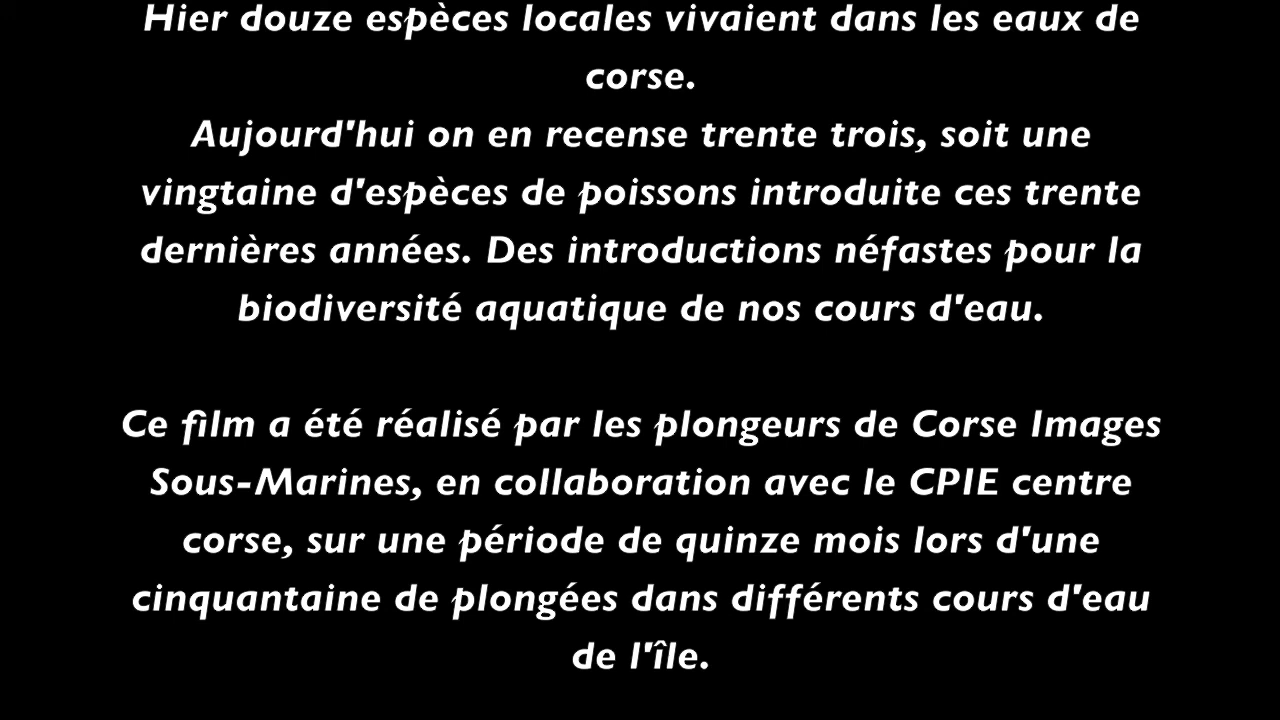 Hier douze espèces locales vivaient dans les eaux de
corse.
Aujourd'hui on en recense trente trois, soit une
vingtaine d'espèces de poissons introduite ces trente
dernières années. Des introductions néfastes pour la
biodiversité aquatique de nos cours d'eau.
Ce film a été réalisé par les plongeurs de Corse Images
Sous-Marines, en collaboration avec le CPIE centre
corse, sur une période de quinze mois lors d'une
cinquantaine de plongées dans différents cours d'eau
de l'île.